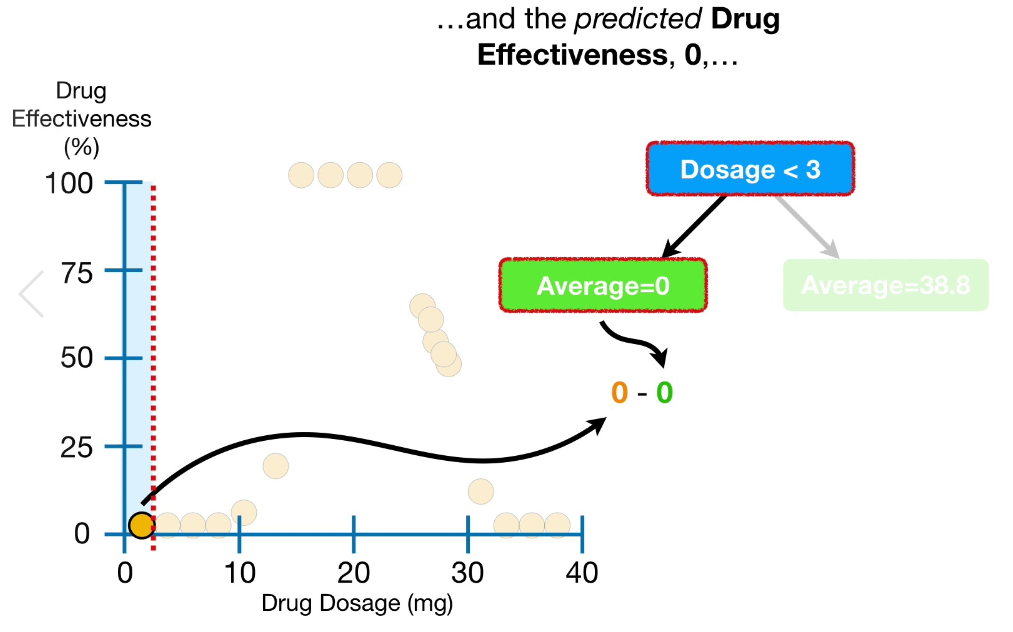 …and the predicted Drug
Effectiveness, 0,…
Drug
Effectiveness
(%)
100
75
50
25
0
0
10
20
30
40
Drug Dosage (mg)
Dosage < 3
Average=0
Average=38.8
0 - 0